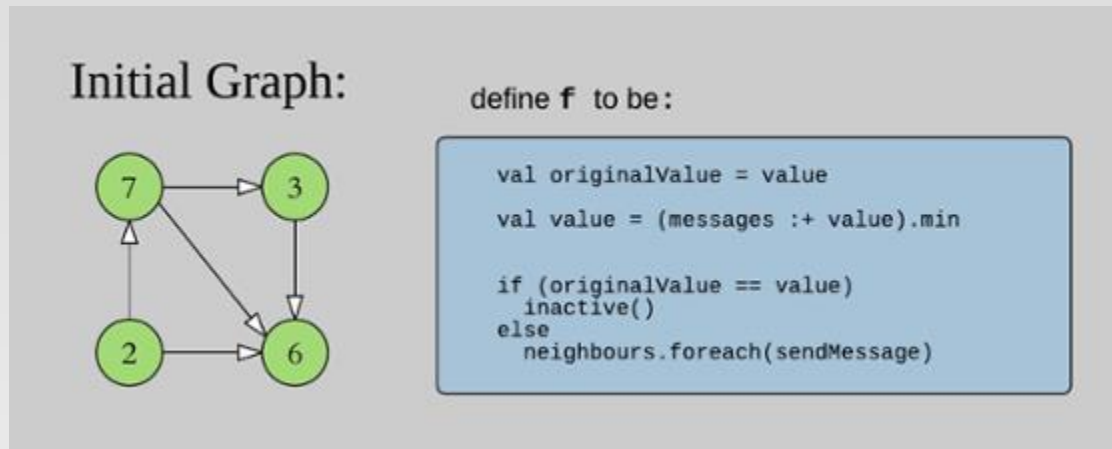 Initial Graph:
define f to be:
7
3
2
6
val originalValue = value
val value = (messages :+ value).min
if (originalValue == value)
inactive()
else
neighbours.foreach(sendMessage)